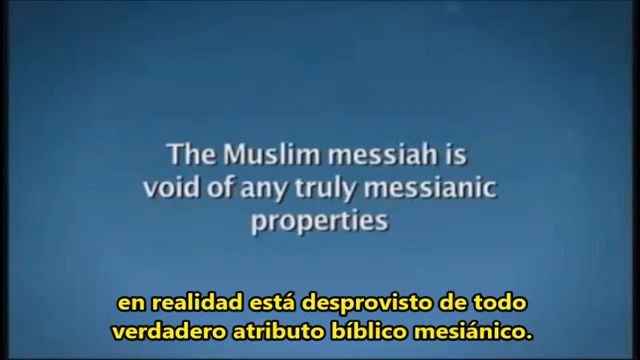 The Muslim messiah is
void of any truly messianic
properties
en realidad está desprovisto de todo
verdadero atributo bíblico mesiánico.